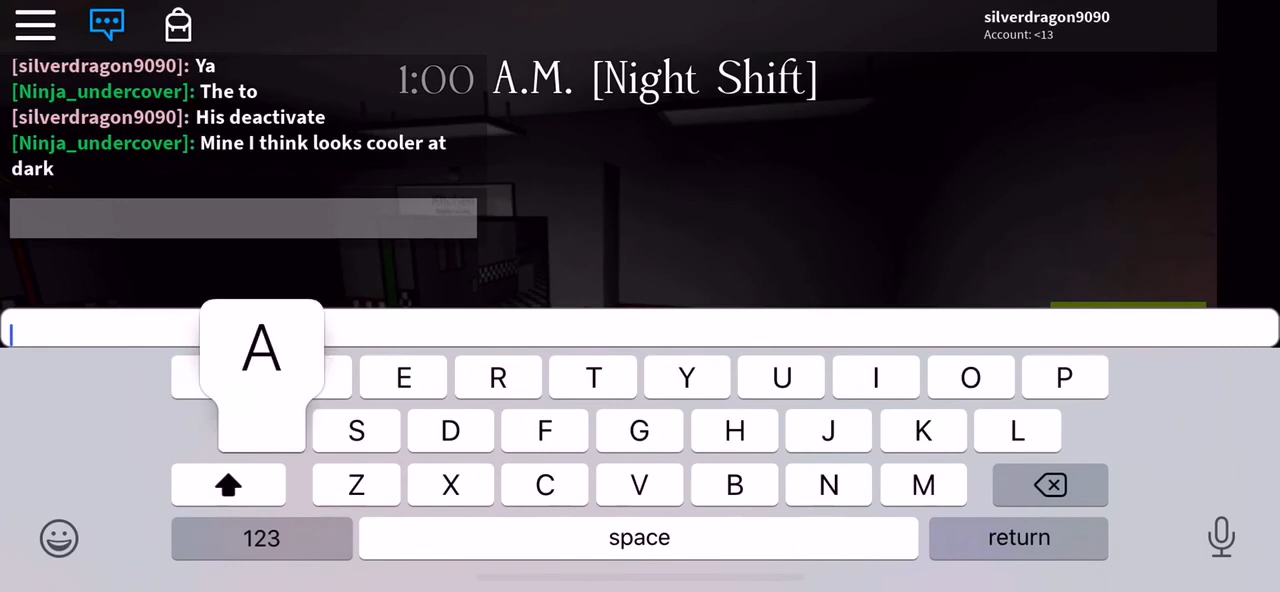 silverdragon9090
Account: <13
[silverdragon9090]: Ya
[Ninja_undercover]: The to
[silverdragon9090]: His deactivate
[Ninja_undercover]: Mine I think looks cooler at
dark
1:00 A.M. [Night Shift]
A
E R T Y U I O P
S D F G H J K L
Z X C V B N M
123 space return